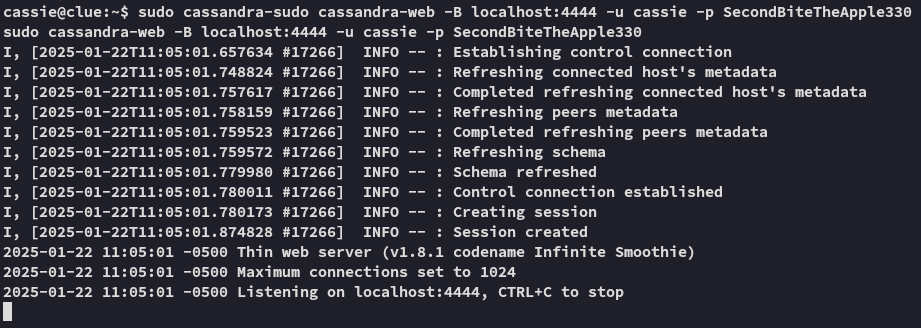 cassie@clue:~$ sudo cassandra-sudo cassandra-web -B localhost:4444 -u cassie -p SecondBiteTheApple330
sudo cassandra-web -B localhost:4444 -u cassie -p SecondBiteTheApple330
I, [2025-01-22T11:05:01.657634 #17266]  INFO -- : Establishing control connection
I, [2025-01-22T11:05:01.748824 #17266]  INFO -- : Refreshing connected host's metadata
I, [2025-01-22T11:05:01.757617 #17266]  INFO -- : Completed refreshing connected host's metadata
I, [2025-01-22T11:05:01.758159 #17266]  INFO -- : Refreshing peers metadata
I, [2025-01-22T11:05:01.759523 #17266]  INFO -- : Completed refreshing peers metadata
I, [2025-01-22T11:05:01.759572 #17266]  INFO -- : Refreshing schema
I, [2025-01-22T11:05:01.779980 #17266]  INFO -- : Schema refreshed
I, [2025-01-22T11:05:01.780011 #17266]  INFO -- : Control connection established
I, [2025-01-22T11:05:01.780173 #17266]  INFO -- : Creating session
I, [2025-01-22T11:05:01.874828 #17266]  INFO -- : Session created
2025-01-22 11:05:01 -0500 Thin web server (v1.8.1 codename Infinite Smoothie)
2025-01-22 11:05:01 -0500 Maximum connections set to 1024
2025-01-22 11:05:01 -0500 Listening on localhost:4444, CTRL+C to stop